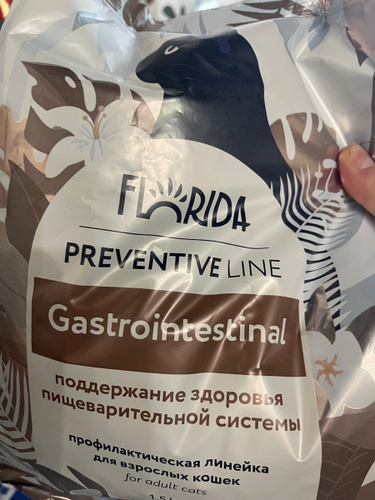 FLORIDA
PREVENTIVE LINE
Gastrointestinal
поддержание здоровья
пищеварительной системы
профилактическая линейка
для взрослых кошек
for adult cats